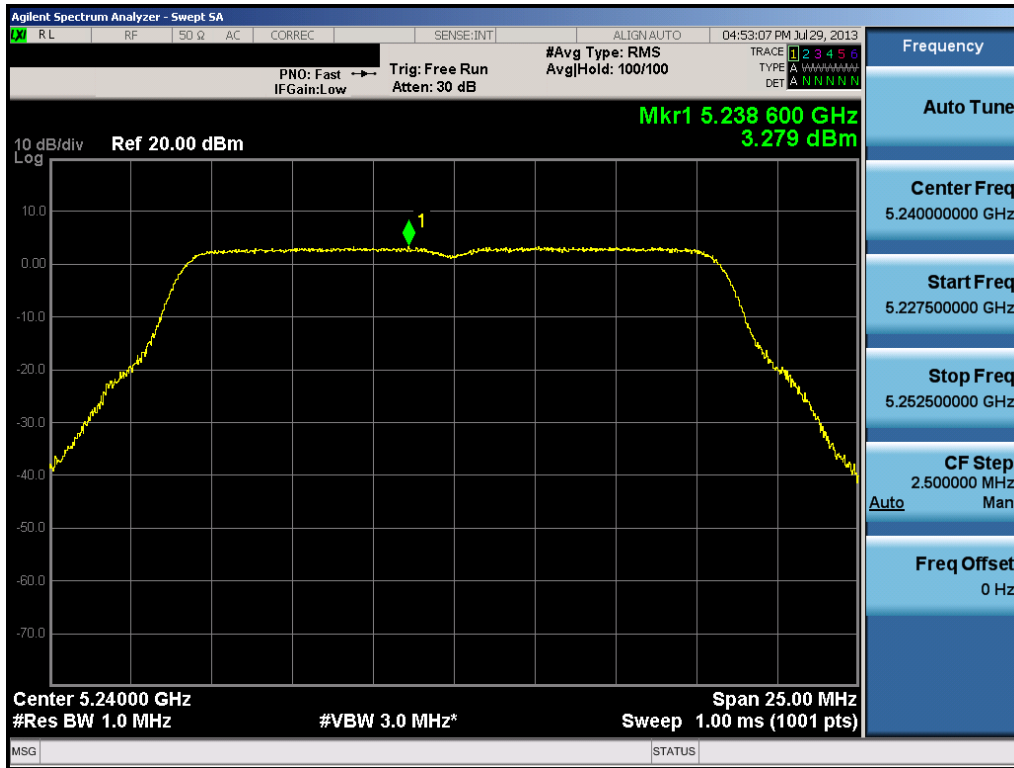 Agilent Spectrum Analyzer - Swept SA
LXI RL RF 50 Ω AC CORREC SENSE:INT ALIGN AUTO 04:53:07 PM Jul 29, 2013
PNO: Fast Trig: Free Run #Avg Type: RMS TRACE 1 2 3 4 5 6
IFGain:Low Atten: 30 dB Avg|Hold: 100/100 TYPE A WWWWW
DET A N N N N N
Mkr1 5.238 600 GHz
3.279 dBm
10 dB/div Ref 20.00 dBm
Log
10.0
1
0.00
-10.0
-20.0
-30.0
-40.0
-50.0
-60.0
-70.0
Center 5.24000 GHz Span 25.00 MHz
#Res BW 1.0 MHz #VBW 3.0 MHz* Sweep 1.00 ms (1001 pts)
MSG STATUS
Frequency
Auto Tune
Center Freq
5.240000000 GHz
Start Freq
5.227500000 GHz
Stop Freq
5.252500000 GHz
CF Step
2.500000 MHz
Auto Man
Freq Offset
0 Hz